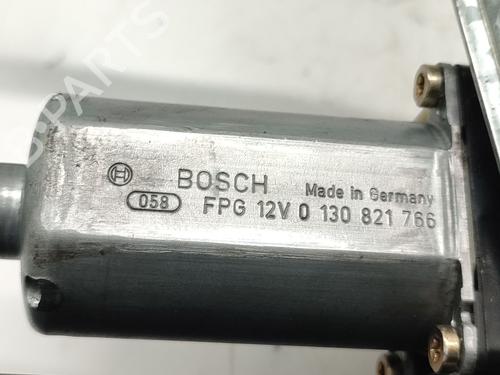 BOSCH Made in Germany
058 FPG 12V 0 130 821 766